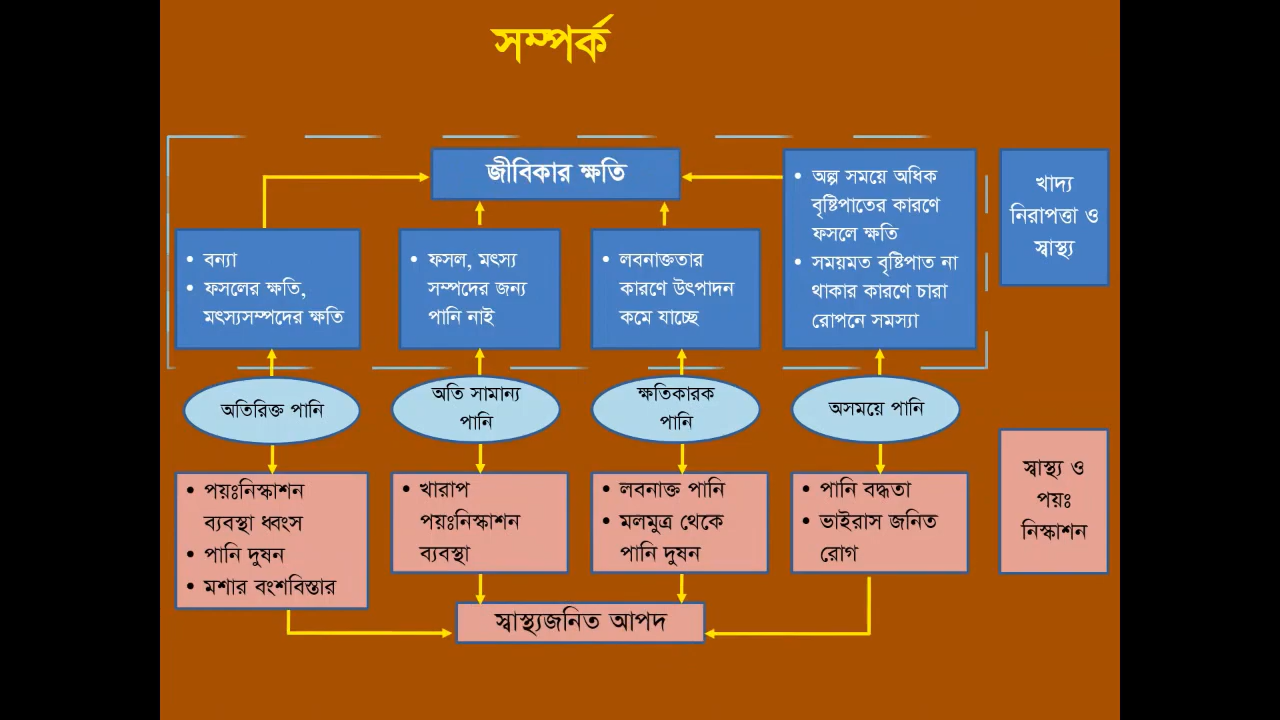 সম্পর্ক
জীবিকার ক্ষতি
• বন্যা
• ফসলের ক্ষতি,
মৎস্যসম্পদের ক্ষতি
• ফসল, মৎস্য
সম্পদের জন্য
পানি নাই
• লবনাক্ততার
কারণে উৎপাদন
কমে যাচ্ছে
• অল্প সময়ে অধিক
বৃষ্টিপাতের কারণে
ফসলে ক্ষতি
• সময়মত বৃষ্টিপাত না
থাকার কারণে চারা
রোপনে সমস্যা
খাদ্য
নিরাপত্তা ও
স্বাস্থ্য
অতিরিক্ত পানি
অতি সামান্য
পানি
ক্ষতিকারক
পানি
অসময়ে পানি
• পয়ঃনিস্কাশন
ব্যবস্থা ধ্বংস
• পানি দুষন
• মশার বংশবিস্তার
• খারাপ
পয়ঃনিস্কাশন
ব্যবস্থা
• লবনাক্ত পানি
• মলমুত্র থেকে
পানি দুষন
• পানি বদ্ধতা
• ভাইরাস জনিত
রোগ
স্বাস্থ্য ও
পয়ঃ
নিস্কাশন
স্বাস্থ্যজনিত আপদ